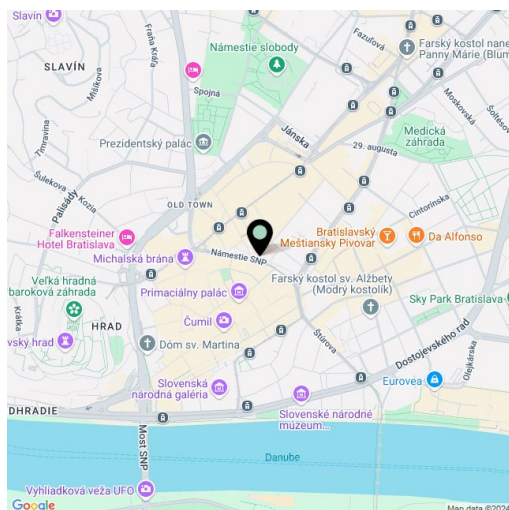 Slavín
Fraňa Kráľa
Námestie slobody
Fazuľová
Farský kostol nane
Panny Márie (Blum
SLAVÍN
Mišíkova
Spojná
Moskovská
Šoltésov
Timravina
Prezidentský palác
Jánska
Medická
záhrada
29. augusta
Šulekova
Palisády
Kozia
OLD TOWN
Cintorínska
Falkensteiner
Hotel Bratislava
Bratislavský
Meštiansky Pivovar
Da Alfonso
Michalská brána
Námestie SNP
Veľká hradná
baroková záhrada
Primaciálny palác
Farský kostol sv. Alžbety
(Modrý kostolík)
Sky Park Bratislava
Krátka
HRAD
Čumil
vský hrad
Dóm sv. Martina
Štúrova
Dostojevského rad
Olejkárska
Slovenská
národná galéria
Eurovea
DHRADIE
Slovenské národné
múzeum...
Most SNP
Danube
Vyhliadková veža UFO
Google
Map data ©2024